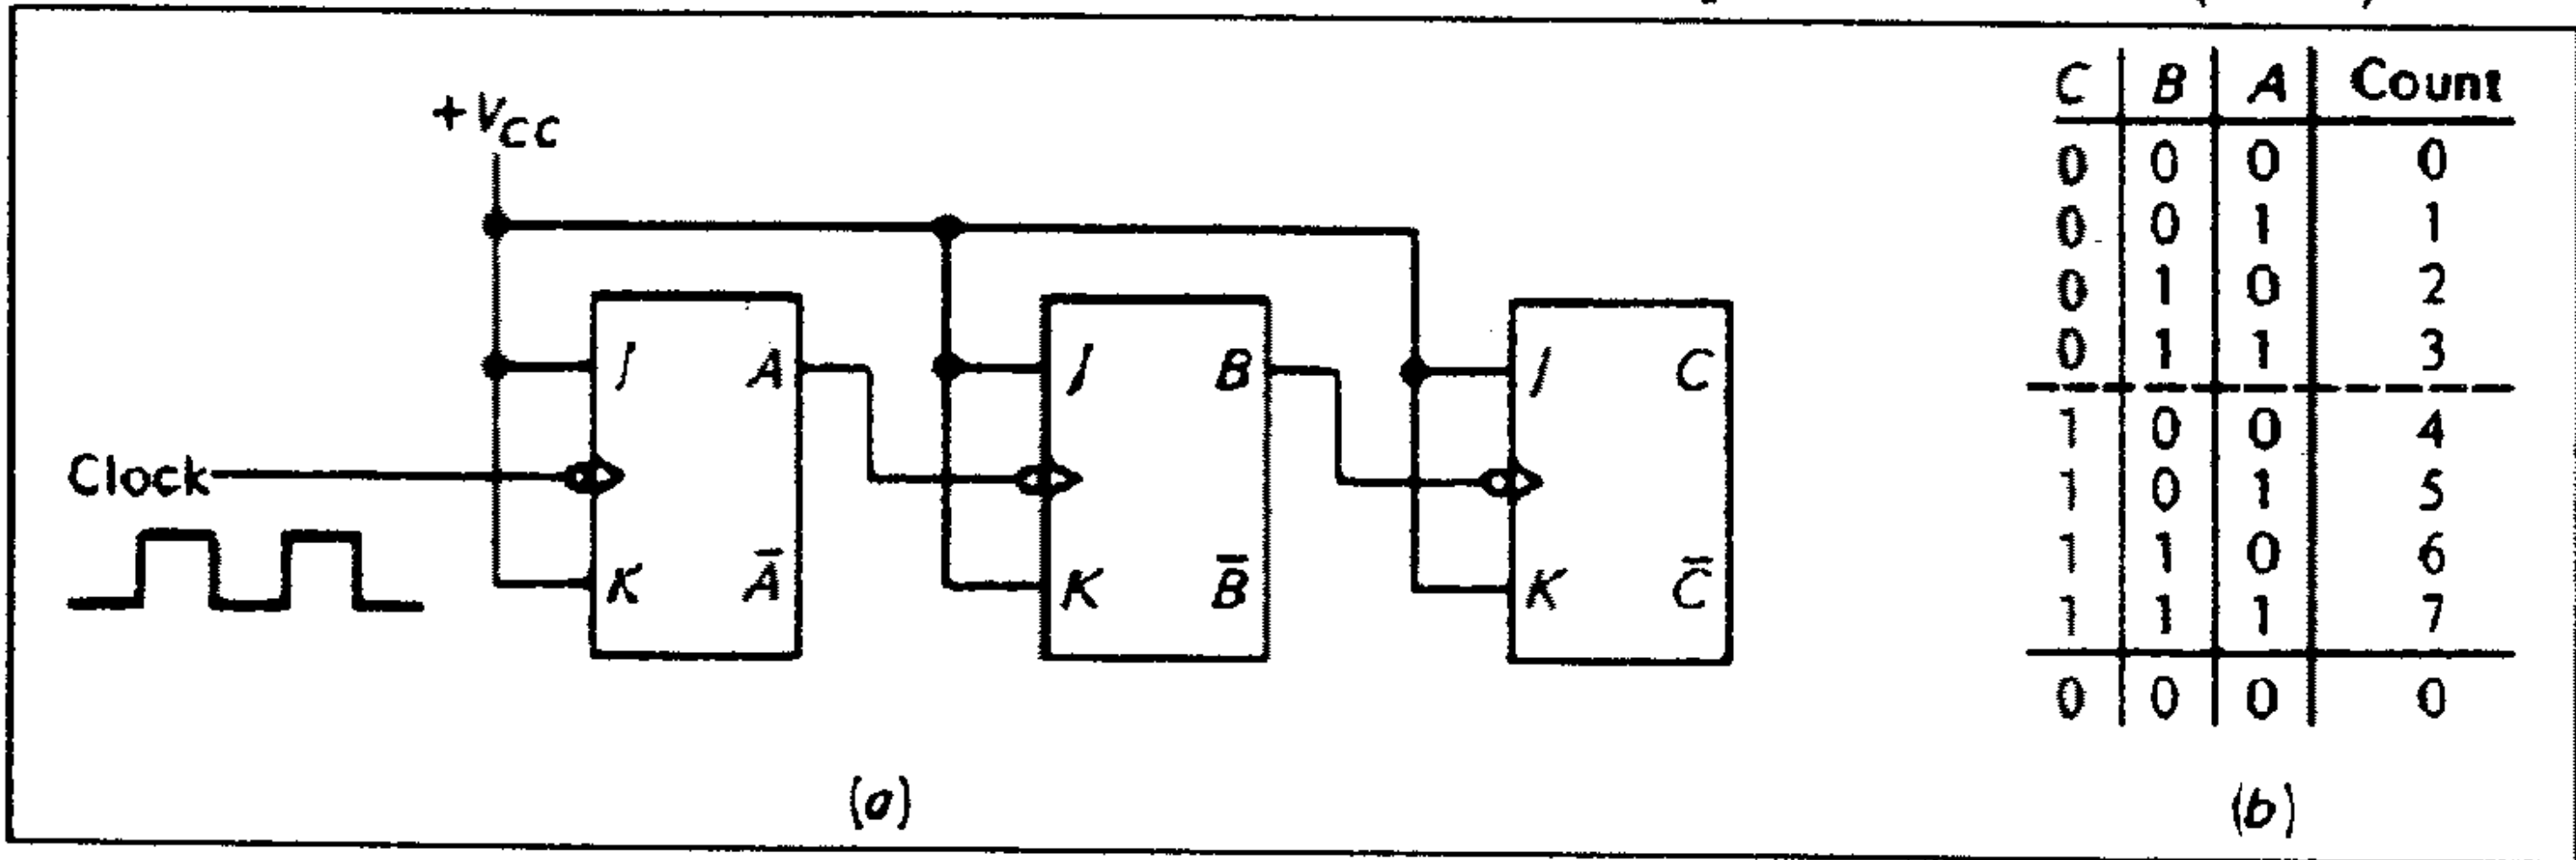 +V_CC
J A
J B
J C
Clock
K Ā
K B̄
K C̄
(a)
C B A Count
0 0 0 0
0 0 1 1
0 1 0 2
0 1 1 3
1 0 0 4
1 0 1 5
1 1 0 6
1 1 1 7
0 0 0 0
(b)